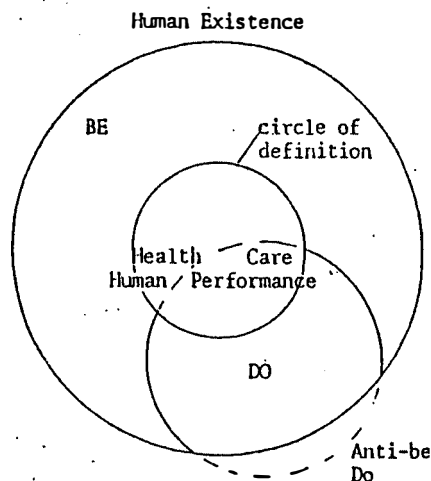 Human Existence
BE
circle of
definition
Health Care
Human Performance
DO
Anti-be
Do